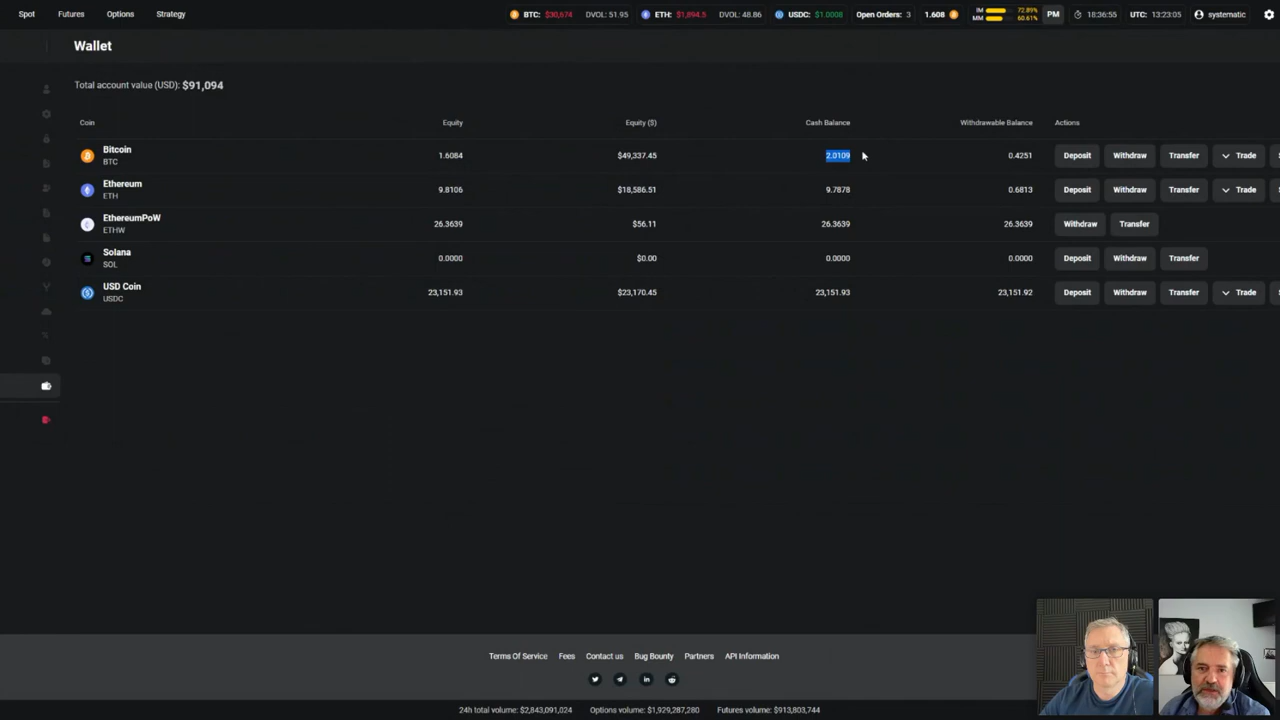 Spot Futures Options Strategy BTC: $30,674 DVOL: 51.95 ETH: $1,894.5 DVOL: 48.86 USDC: $1.0008 Open Orders: 3 1.608 IM 72.89% MM 60.61% PM 18:36:55 UTC: 13:23:05 systematic
Wallet
Total account value (USD): $91,094
Coin Equity Equity ($) Cash Balance Withdrawable Balance Actions
Bitcoin
BTC 1.6084 $49,337.45 2.0109 0.4251 Deposit Withdraw Transfer Trade
Ethereum
ETH 9.8106 $18,586.51 9.7878 0.6813 Deposit Withdraw Transfer Trade
EthereumPoW
ETHW 26.3639 $56.11 26.3639 26.3639 Withdraw Transfer
Solana
SOL 0.0000 $0.00 0.0000 0.0000 Deposit Withdraw Transfer
USD Coin
USDC 23,151.93 $23,170.45 23,151.93 23,151.92 Deposit Withdraw Transfer Trade
Terms Of Service Fees Contact us Bug Bounty Partners API Information
24h total volume: $2,843,091,024 Options volume: $1,929,287,280 Futures volume: $913,803,744